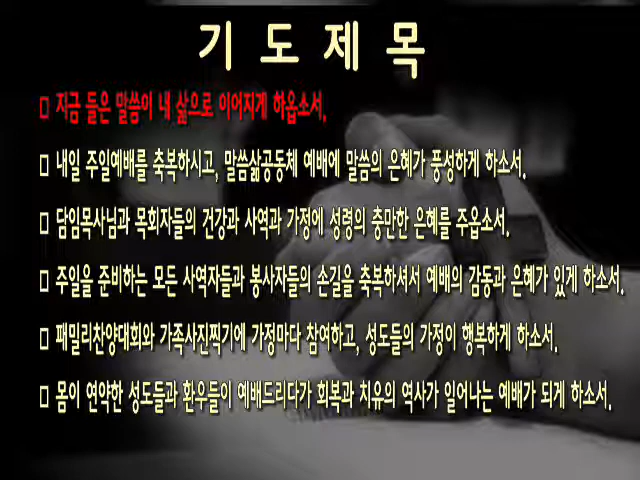 기 도 제 목
□ 지금 들은 말씀이 내 삶으로 이어지게 하옵소서.
□ 내일 주일예배를 축복하시고, 말씀삶공동체 예배에 말씀의 은혜가 풍성하게 하소서.
□ 담임목사님과 목회자들의 건강과 사역과 가정에 성령의 충만한 은혜를 주옵소서.
□ 주일을 준비하는 모든 사역자들과 봉사자들의 손길을 축복하셔서 예배의 감동과 은혜가 있게 하소서.
□ 패밀리찬양대회와 가족사진찍기에 가정마다 참여하고, 성도들의 가정이 행복하게 하소서.
□ 몸이 연약한 성도들과 환우들이 예배드리다가 회복과 치유의 역사가 일어나는 예배가 되게 하소서.